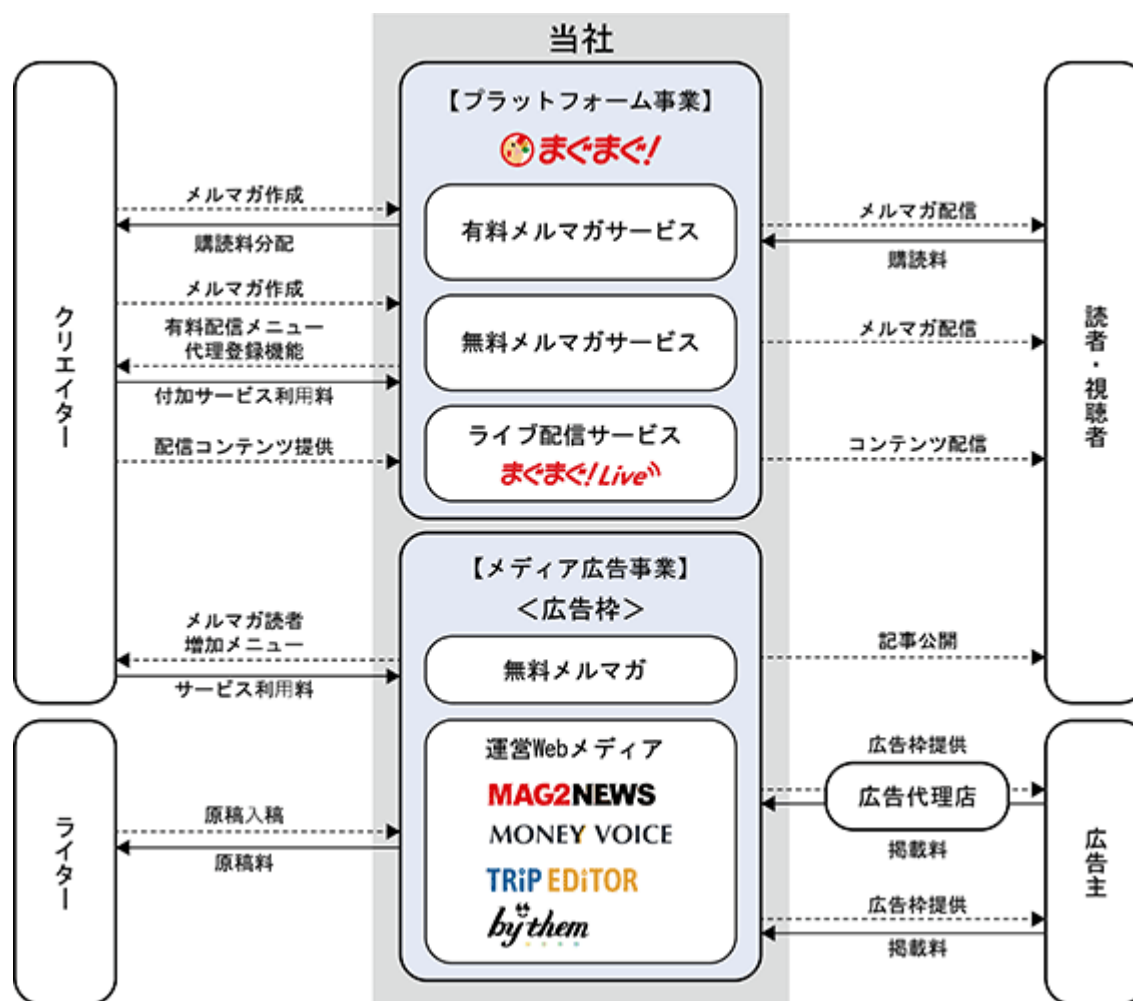 当社
【プラットフォーム事業】
まぐまぐ!
メルマガ作成
購読料分配
有料メルマガサービス
メルマガ配信
購読料
メルマガ作成
有料配信メニュー
代理登録機能
付加サービス利用料
無料メルマガサービス
メルマガ配信
配信コンテンツ提供
ライブ配信サービス
まぐまぐ!Live
コンテンツ配信
クリエイター
読者・視聴者
【メディア広告事業】
<広告枠>
メルマガ読者
増加メニュー
サービス利用料
無料メルマガ
記事公開
運営Webメディア
MAG2NEWS
MONEY VOICE
TRiP EDiTOR
by them
原稿入稿
原稿料
ライター
広告枠提供
広告代理店
掲載料
広告枠提供
掲載料
広告主